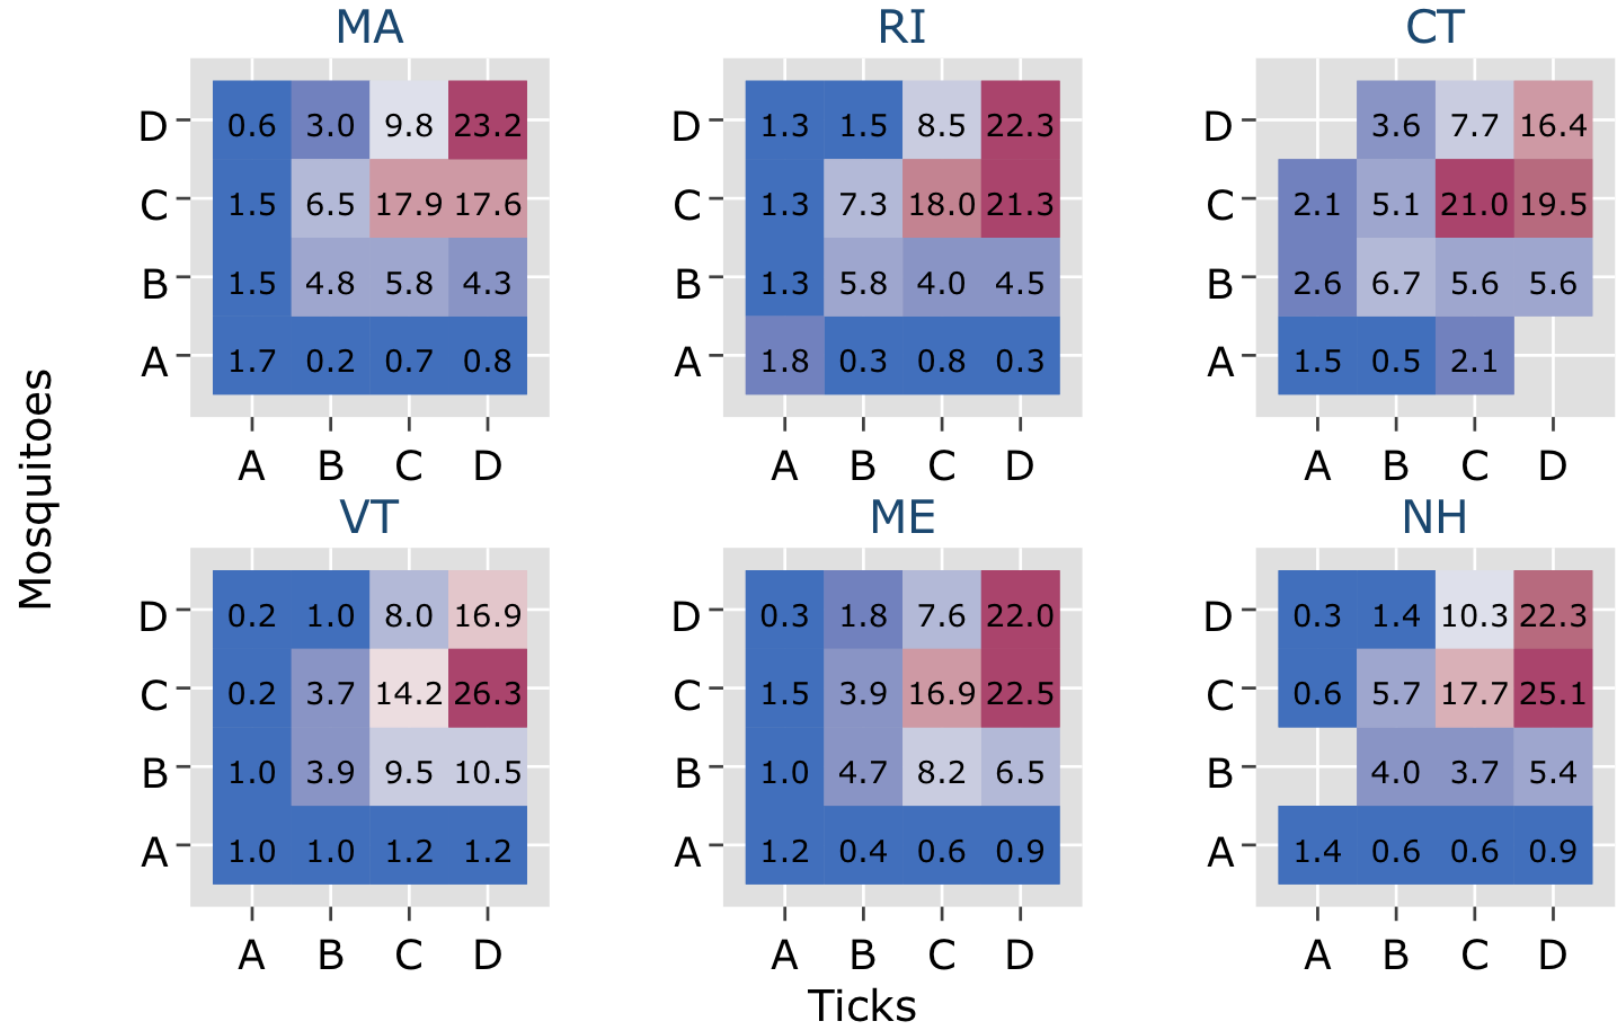 MA RI CT
D 0.6 3.0 9.8 23.2 D 1.3 1.5 8.5 22.3 D 3.6 7.7 16.4
C 1.5 6.5 17.9 17.6 C 1.3 7.3 18.0 21.3 C 2.1 5.1 21.0 19.5
B 1.5 4.8 5.8 4.3 B 1.3 5.8 4.0 4.5 B 2.6 6.7 5.6 5.6
A 1.7 0.2 0.7 0.8 A 1.8 0.3 0.8 0.3 A 1.5 0.5 2.1
A B C D A B C D A B C D
Mosquitoes
VT ME NH
D 0.2 1.0 8.0 16.9 D 0.3 1.8 7.6 22.0 D 0.3 1.4 10.3 22.3
C 0.2 3.7 14.2 26.3 C 1.5 3.9 16.9 22.5 C 0.6 5.7 17.7 25.1
B 1.0 3.9 9.5 10.5 B 1.0 4.7 8.2 6.5 B 4.0 3.7 5.4
A 1.0 1.0 1.2 1.2 A 1.2 0.4 0.6 0.9 A 1.4 0.6 0.6 0.9
A B C D A B C D A B C D
Ticks